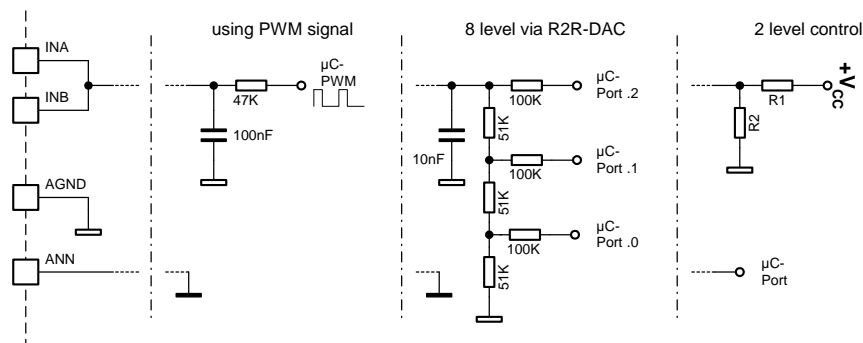 using PWM signal
8 level via R2R-DAC
2 level control
INA
INB
AGND
ANN
µC-
PWM
47K
100nF
µC-
Port .2
100K
51K
10nF
µC-
Port .1
100K
51K
µC-
Port .0
100K
51K
+VCC
R1
R2
µC-
Port